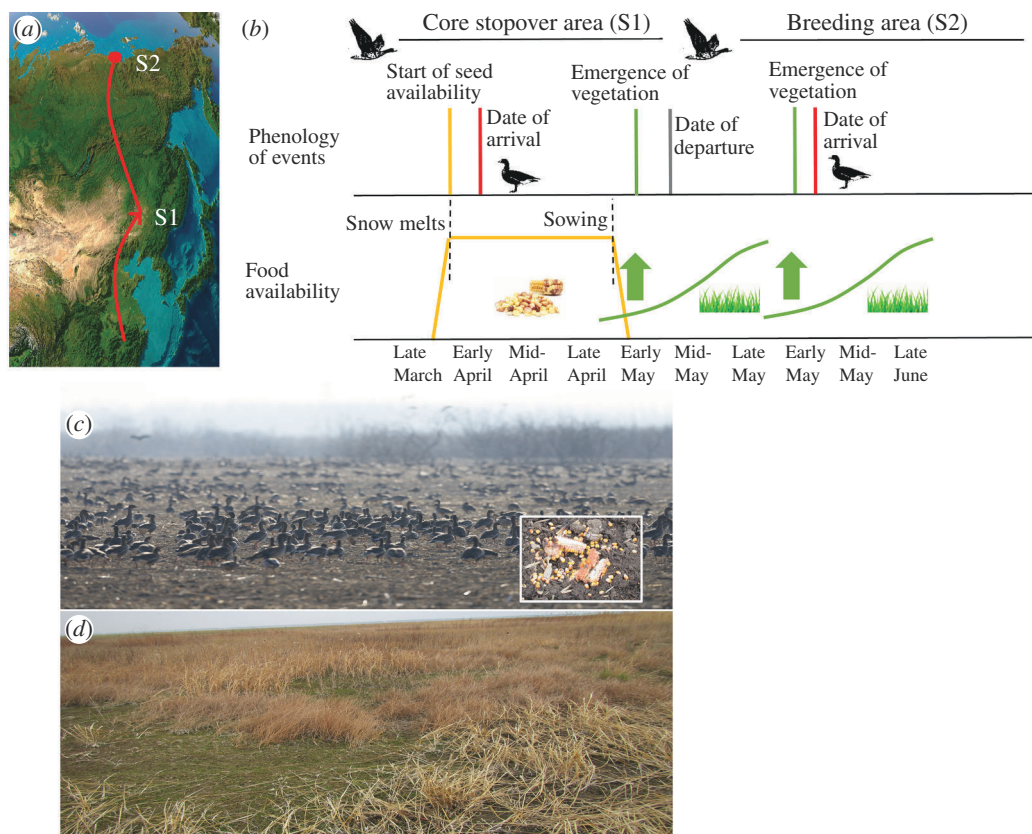 (a)
S2
S1
(b)
Core stopover area (S1)
Breeding area (S2)
Start of seed
availability
Emergence of
vegetation
Emergence of
vegetation
Date of
arrival
Date of
departure
Date of
arrival
Phenology
of events
Snow melts
Sowing
Food
availability
Late
March
Early
April
Mid-
April
Late
April
Early
May
Mid-
May
Late
May
Early
May
Mid-
May
Late
June
(c)
(d)